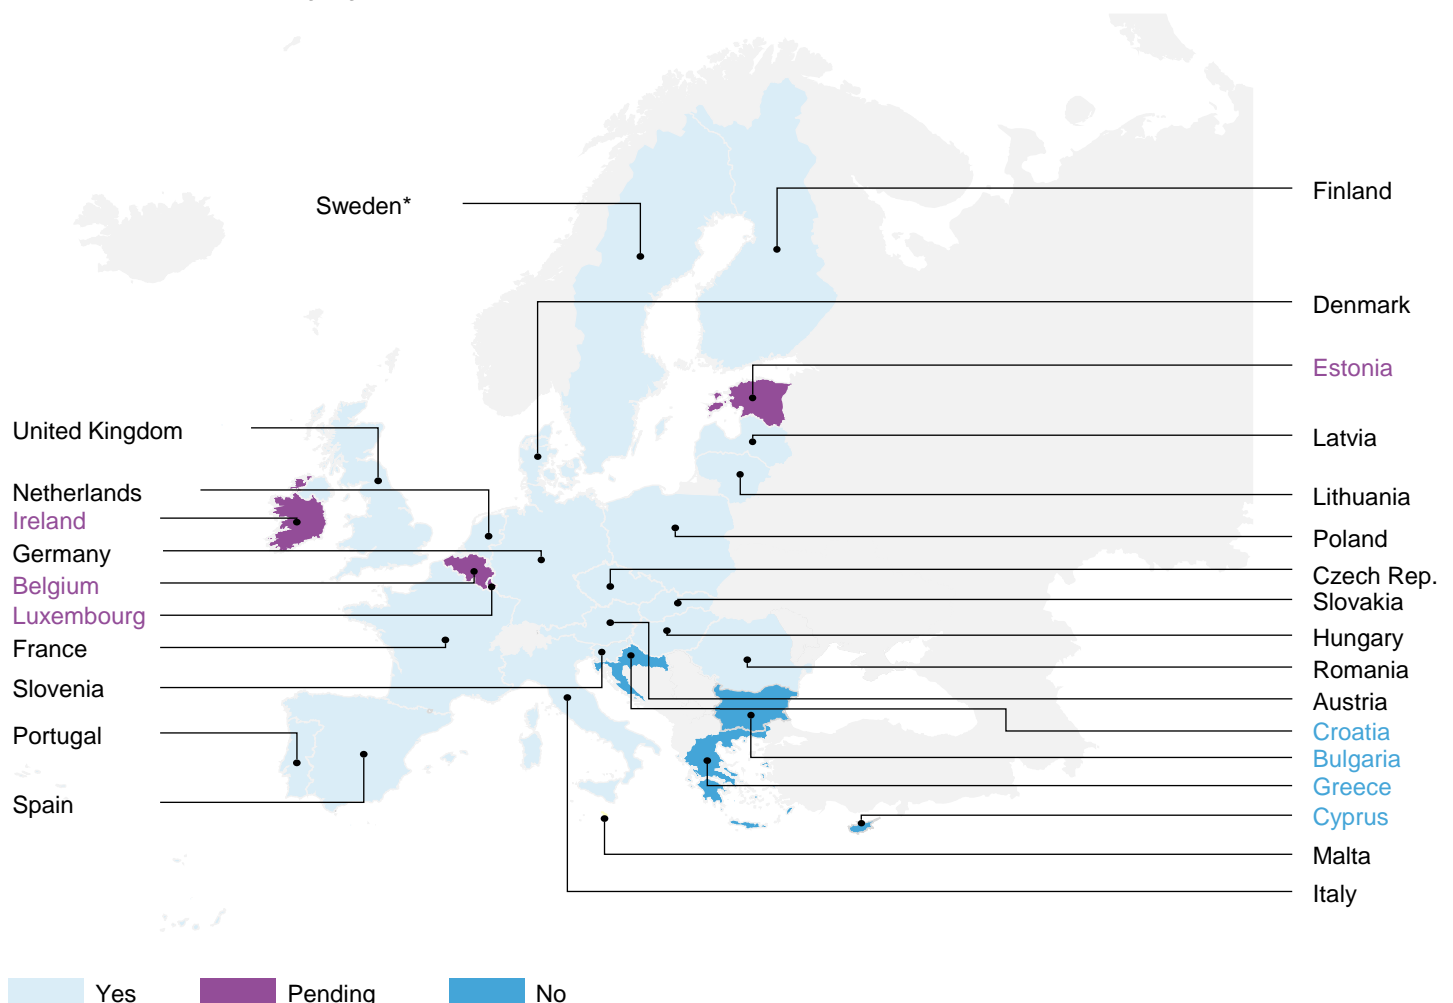 Sweden*
United Kingdom
Netherlands
Ireland
Germany
Belgium
Luxembourg
France
Slovenia
Portugal
Spain
Finland
Denmark
Estonia
Latvia
Lithuania
Poland
Czech Rep.
Slovakia
Hungary
Romania
Austria
Croatia
Bulgaria
Greece
Cyprus
Malta
Italy
Yes
Pending
No